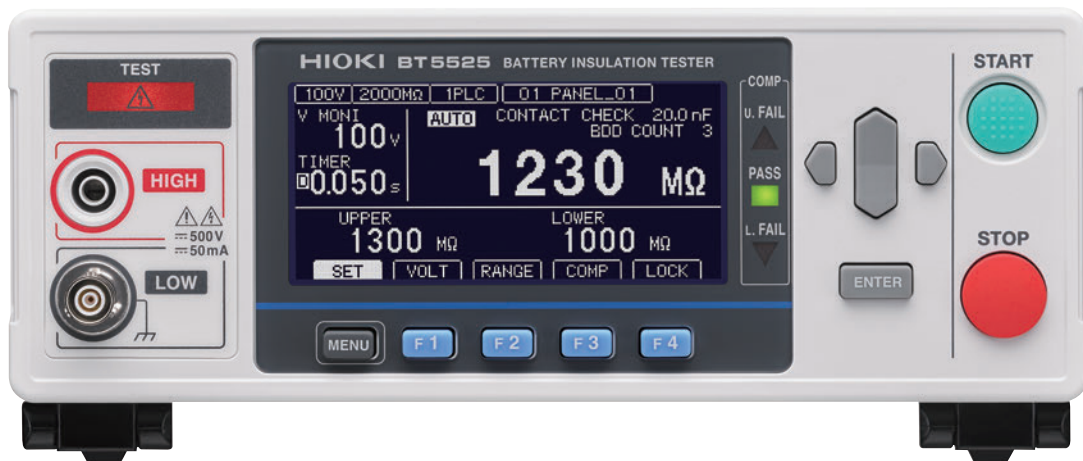 TEST
HIGH
500V
50mA
LOW
HIOKI BT5525 BATTERY INSULATION TESTER
100V 2000MΩ 1PLC 01 PANEL_01
V MONI
100V
AUTO CONTACT CHECK 20.0nF
BDD COUNT 3
TIMER
D0.050s
1230 MΩ
UPPER LOWER
1300 MΩ 1000 MΩ
SET VOLT RANGE COMP LOCK
COMP
U. FAIL
PASS
L. FAIL
MENU F1 F2 F3 F4
ENTER
START
STOP